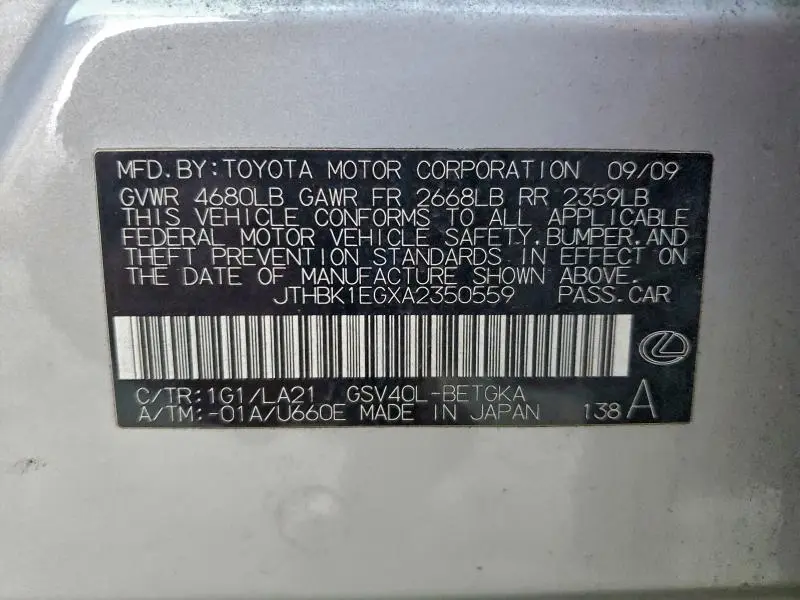 MFD. BY: TOYOTA MOTOR CORPORATION 09/09
GVWR 4680LB GAWR FR 2668LB RR 2359LB
THIS VEHICLE CONFORMS TO ALL APPLICABLE
FEDERAL MOTOR VEHICLE SAFETY, BUMPER, AND
THEFT PREVENTION STANDARDS IN EFFECT ON
THE DATE OF MANUFACTURE SHOWN ABOVE.
JTHBK1EGXA2350559 PASS. CAR
C/TR: 1G1/LA21 GSV40L-BETGKA
A/TM: -01A/U660E MADE IN JAPAN 138 A